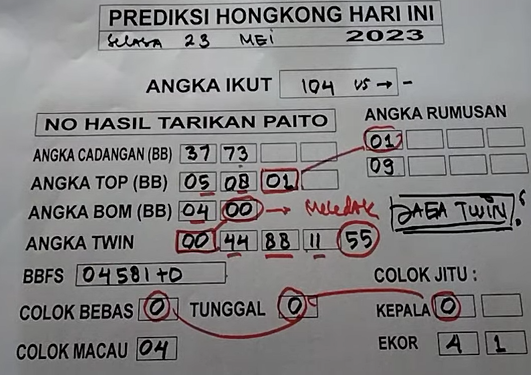 PREDIKSI HONGKONG HARI INI
SELASA 23 MEI 2023
ANGKA IKUT 104 VS → -
NO HASIL TARIKAN PAITO
ANGKA RUMUSAN
01
09
ANGKA CADANGAN (BB) 37 73
ANGKA TOP (BB) 05 08 01
ANGKA BOM (BB) 04 00 → Meledak
ANGKA TWIN 00 44 88 11 55
TWIN!
BBFS 04581+D
COLOK JITU :
COLOK BEBAS 0 TUNGGAL 0 KEPALA 0
COLOK MACAU 04 EKOR 4 1